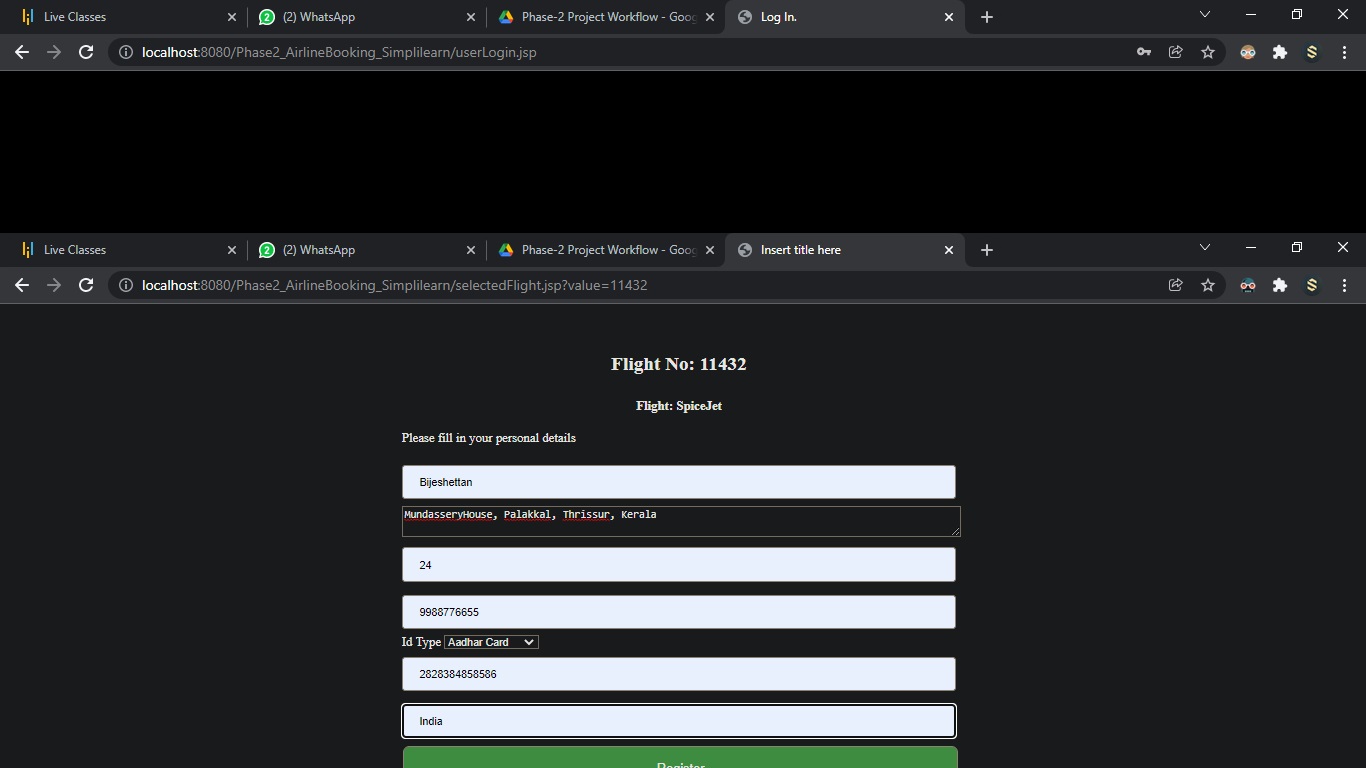 Live Classes
2 (2) WhatsApp
Phase-2 Project Workflow - Goog
Log In.
localhost:8080/Phase2_AirlineBooking_Simplilearn/userLogin.jsp
Live Classes
2 (2) WhatsApp
Phase-2 Project Workflow - Goog
Insert title here
localhost:8080/Phase2_AirlineBooking_Simplilearn/selectedFlight.jsp?value=11432
Flight No: 11432
Flight: SpiceJet
Please fill in your personal details
Bijeshettan
MundasseryHouse, Palakkal, Thrissur, Kerala
24
9988776655
Id Type Aadhar Card
2828384858586
India
Register